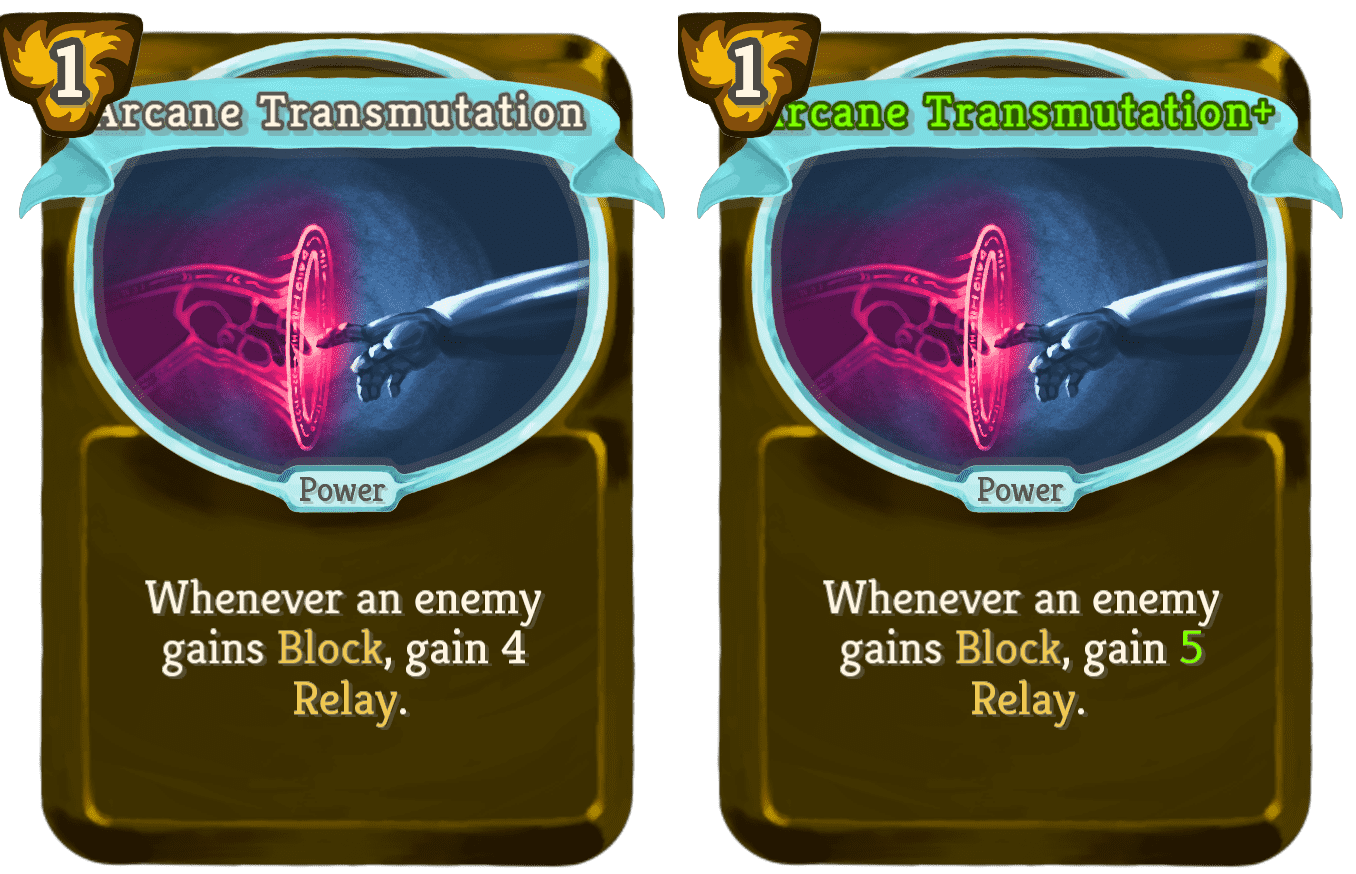 1
Arcane Transmutation
Power
Whenever an enemy
gains Block, gain 4
Relay.
1
Arcane Transmutation+
Power
Whenever an enemy
gains Block, gain 5
Relay.